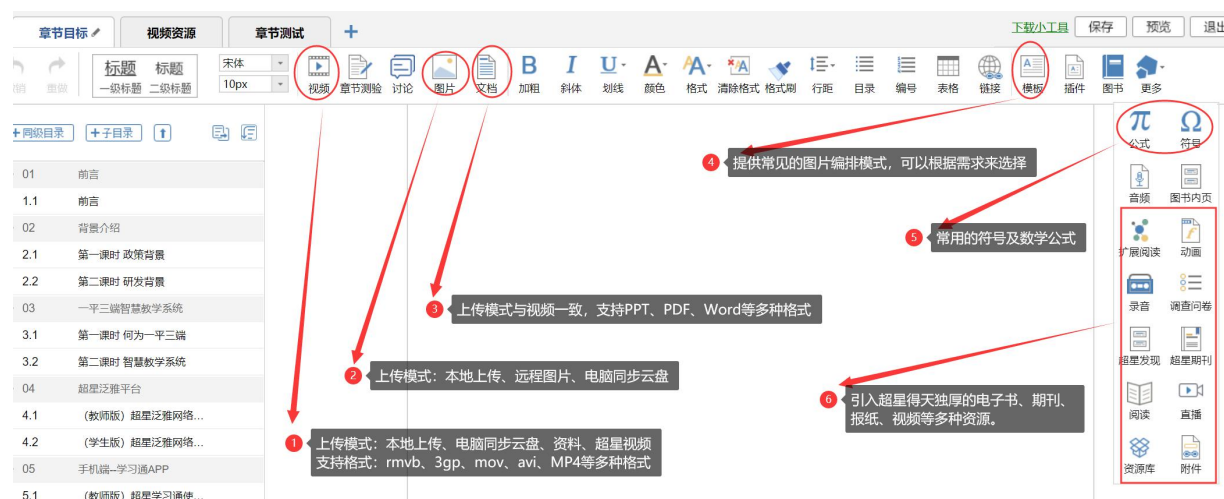 章节目标 视频资源 章节测试 + 下载小工具 保存 预览 退出
标题 标题 宋体
一级标题 二级标题 10px
撤销 重做 视频 章节测验 讨论 图片 文档 B 加粗 I 斜体 U 划线 A 颜色 格式 清除格式 格式刷 行距 目录 编号 表格 链接 模板 插件 图书 更多
+同级目录 +子目录
π Ω
公式 符号
4 提供常见的图片编排模式，可以根据需求来选择
01 前言
1.1 前言
音频 图书内页
02 背景介绍
5 常用的符号及数学公式
2.1 第一课时 政策背景
扩展阅读 动画
2.2 第二课时 研发背景
03 一平三端智慧教学系统
3 上传模式与视频一致，支持PPT、PDF、Word等多种格式
录音 调查问卷
3.1 第一课时 何为一平三端
3.2 第二课时 智慧教学系统
超星发现 超星期刊
2 上传模式：本地上传、远程图片、电脑同步云盘
04 超星泛雅平台
6 引入超星得天独厚的电子书、期刊、
报纸、视频等多种资源。
4.1 （教师版）超星泛雅网络...
阅读 直播
4.2 （学生版）超星泛雅网络...
1 上传模式：本地上传、电脑同步云盘、资料、超星视频
支持格式：rmvb、3gp、mov、avi、MP4等多种格式
05 手机端--学习通APP
资源库 附件
5.1 （教师版）超星学习通使...